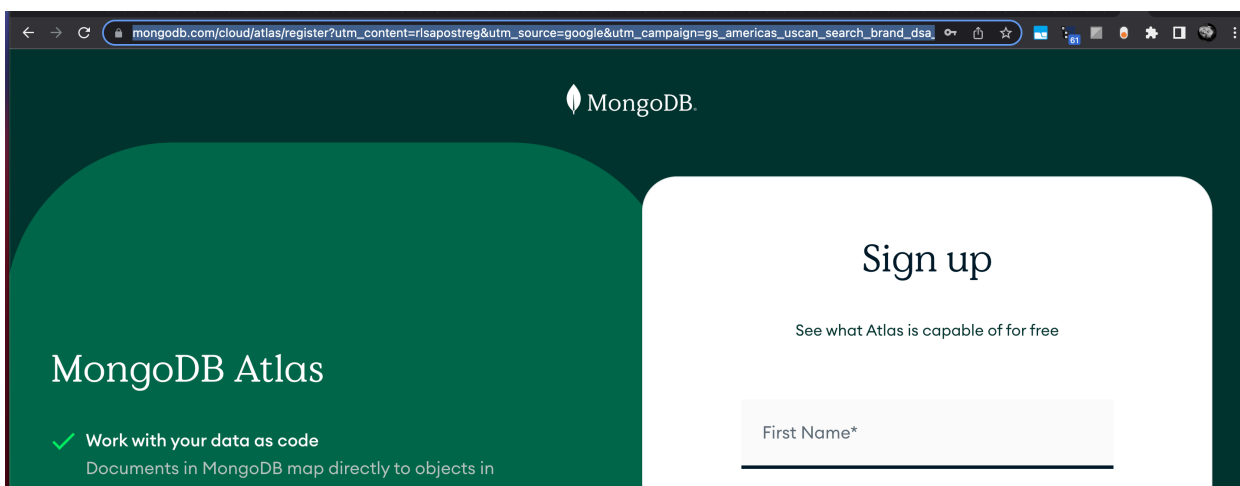 mongodb.com/cloud/atlas/register?utm_content=rlsapostreg&utm_source=google&utm_campaign=gs_americas_uscan_search_brand_dsa_
61
MongoDB.
Sign up
See what Atlas is capable of for free
MongoDB Atlas
First Name*
Work with your data as code
Documents in MongoDB map directly to objects in